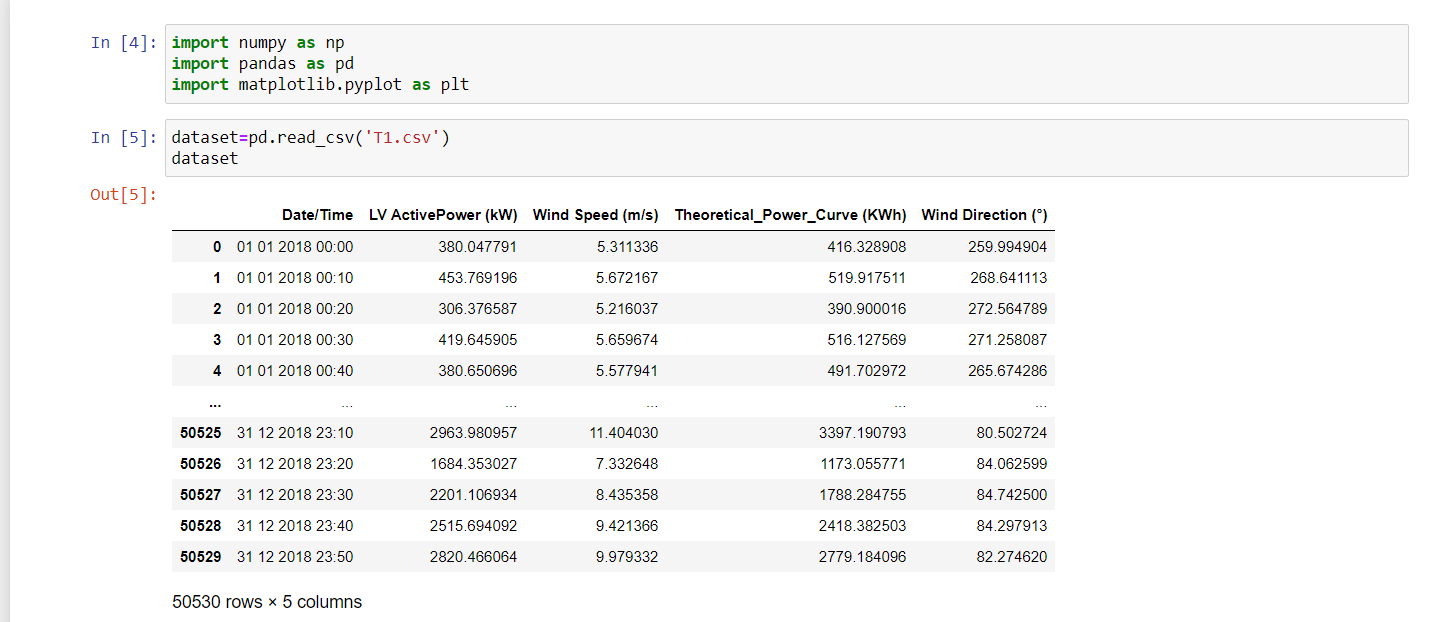 In [4]: import numpy as np
import pandas as pd
import matplotlib.pyplot as plt
In [5]: dataset=pd.read_csv('T1.csv')
dataset
Out[5]:
Date/Time LV ActivePower (kW) Wind Speed (m/s) Theoretical_Power_Curve (KWh) Wind Direction (°)
0 01 01 2018 00:00 380.047791 5.311336 416.328908 259.994904
1 01 01 2018 00:10 453.769196 5.672167 519.917511 268.641113
2 01 01 2018 00:20 306.376587 5.216037 390.900016 272.564789
3 01 01 2018 00:30 419.645905 5.659674 516.127569 271.258087
4 01 01 2018 00:40 380.650696 5.577941 491.702972 265.674286
... ... ... ... ... ...
50525 31 12 2018 23:10 2963.980957 11.404030 3397.190793 80.502724
50526 31 12 2018 23:20 1684.353027 7.332648 1173.055771 84.062599
50527 31 12 2018 23:30 2201.106934 8.435358 1788.284755 84.742500
50528 31 12 2018 23:40 2515.694092 9.421366 2418.382503 84.297913
50529 31 12 2018 23:50 2820.466064 9.979332 2779.184096 82.274620
50530 rows × 5 columns